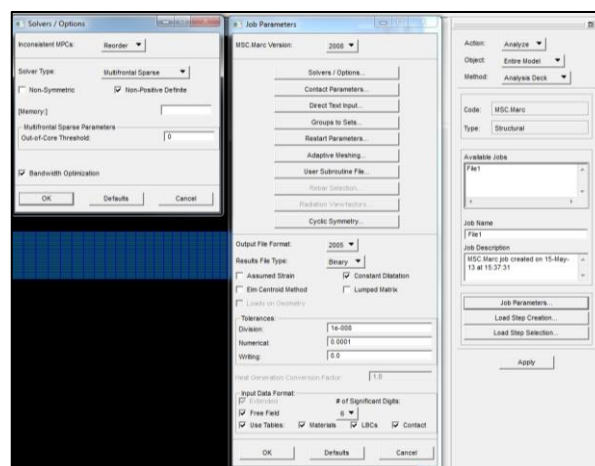 Solvers / Options
Inconsistent MPCs: Reorder
Solver Type: Multifrontal Sparse
Non-Symmetric Non-Positive Definite
[Memory:]
Multifrontal Sparse Parameters
Out-of-Core Threshold: 0
Bandwidth Optimization
OK Defaults Cancel
Job Parameters
MSC.Marc Version: 2008
Solvers / Options...
Contact Parameters...
Direct Text Input...
Groups to Sets...
Restart Parameters...
Adaptive Meshing...
User Subroutine File...
Rebar Selection...
Radiation Viewfactors...
Cyclic Symmetry...
Output File Format: 2005
Results File Type: Binary
Assumed Strain Constant Dilatation
Elm Centroid Method Lumped Matrix
Loads on Geometry
Tolerances:
Division: 1e-008
Numerical: 0.0001
Writing: 0.0
Heat Generation Conversion Factor: 1.0
Input Data Format:
Extended # of Significant Digits:
Free Field 6
Use Tables: Materials LBCs Contact
OK Defaults Cancel
Action: Analyze
Object: Entire Model
Method: Analysis Deck
Code: MSC.Marc
Type: Structural
Available Jobs
File1
Job Name
File1
Job Description
MSC.Marc job created on 15-May-
13 at 15:37:31
Job Parameters...
Load Step Creation...
Load Step Selection...
Apply